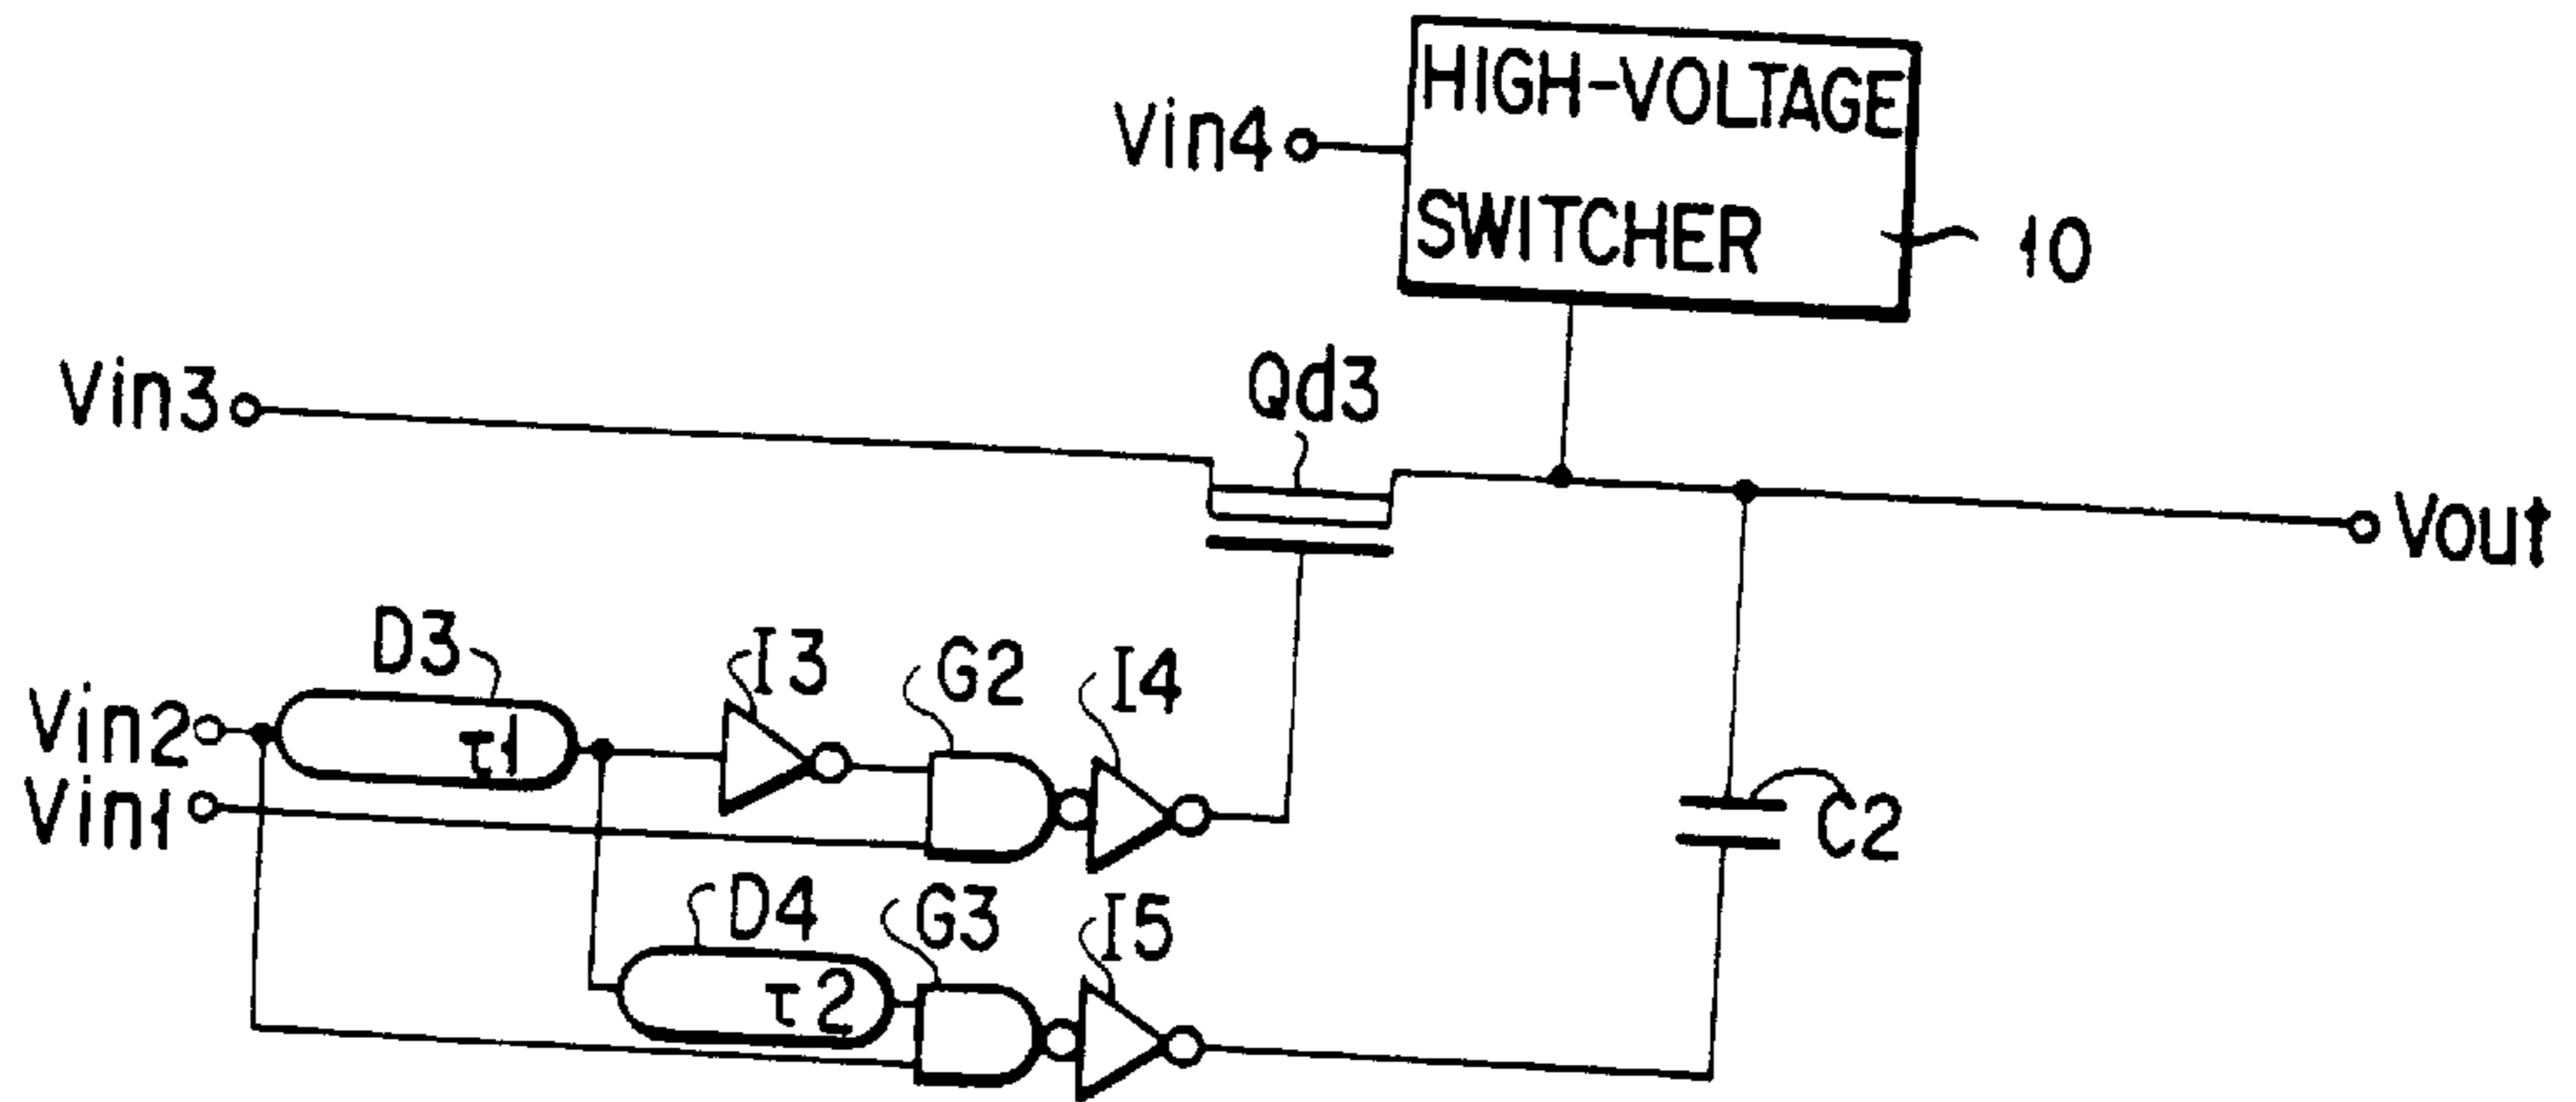 HIGH-VOLTAGE
SWITCHER
Vin4
10
Vin3
Qd3
Vout
D3
I3
G2
I4
Vin2
τ1
Vin1
C2
D4
G3
I5
τ2